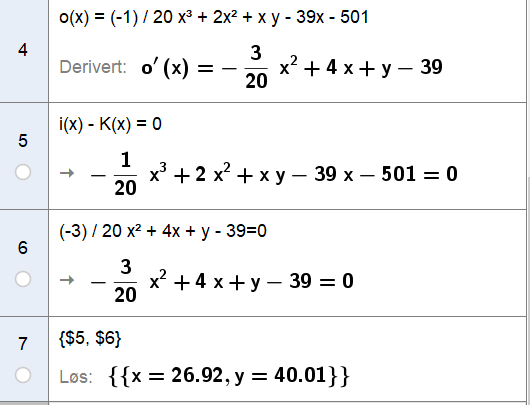 o(x) = (-1) / 20 x³ + 2x² + x y - 39x - 501
4
Derivert: o′(x) = − 3/20 x² + 4 x + y − 39
i(x) - K(x) = 0
5
→ − 1/20 x³ + 2 x² + x y − 39 x − 501 = 0
(-3) / 20 x² + 4x + y - 39=0
6
→ − 3/20 x² + 4 x + y − 39 = 0
7
{$5, $6}
Løs: {{x = 26.92, y = 40.01}}